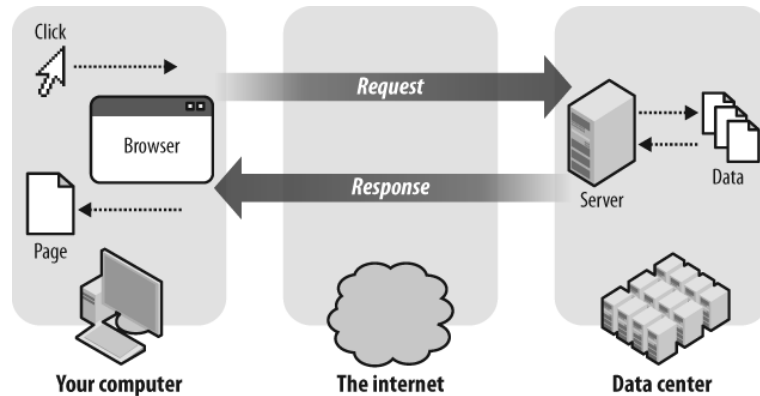 Click
Request
Browser
Response
Data
Server
Page
Your computer
The internet
Data center